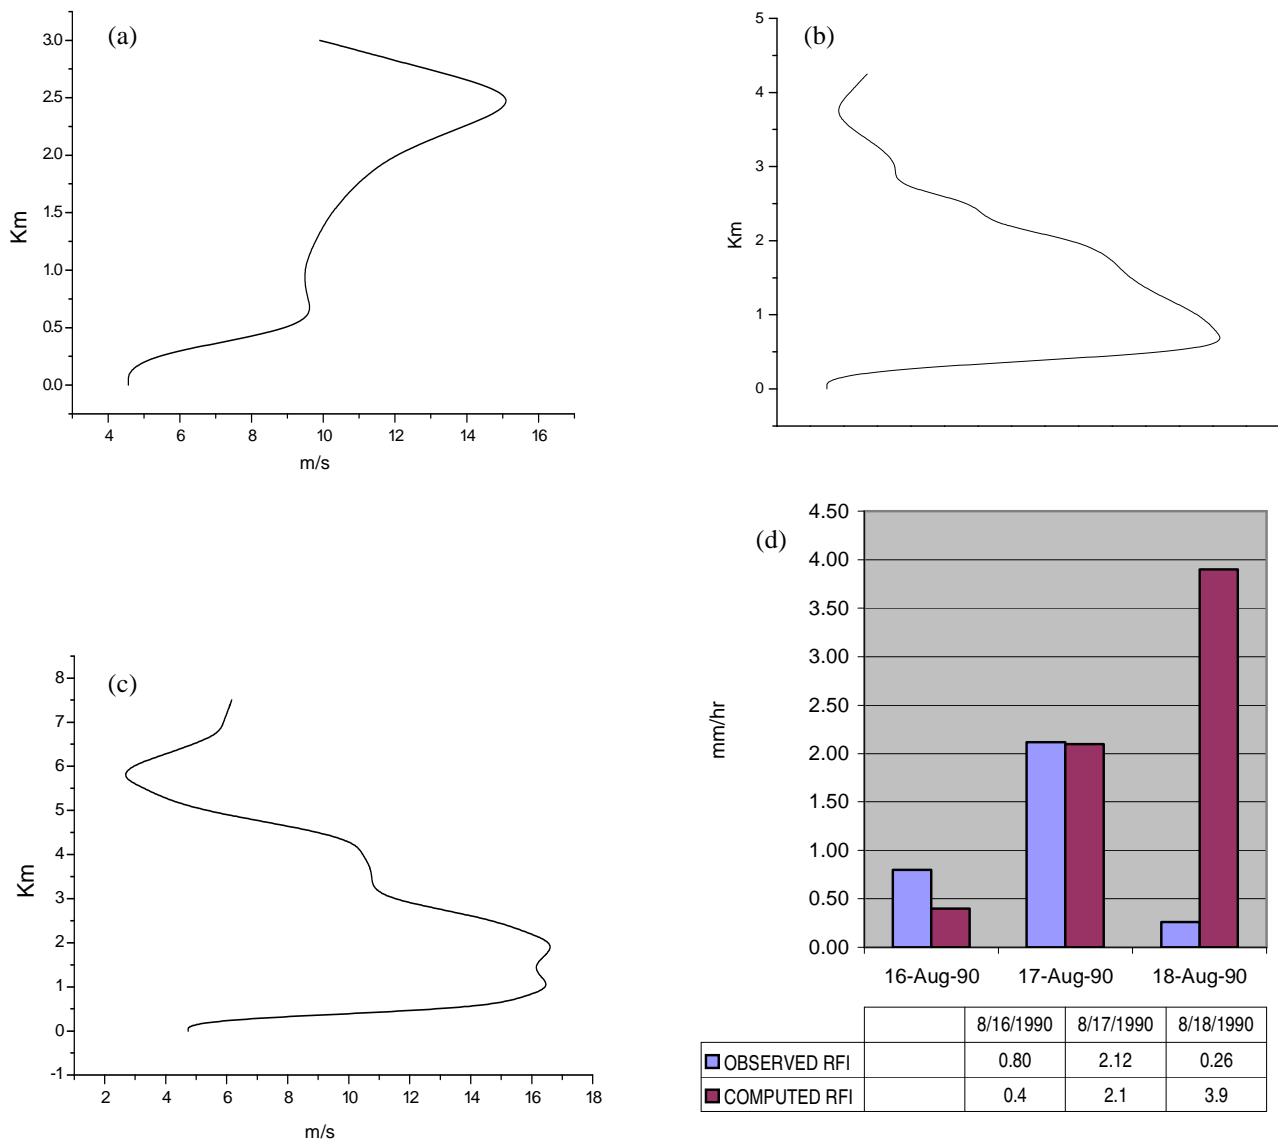 (a)
3.0
2.5
2.0
1.5
1.0
0.5
0.0
Km
4 6 8 10 12 14 16
m/s
(b)
5
4
3
2
1
0
Km
(c)
8
7
6
5
4
3
2
1
0
-1
Km
2 4 6 8 10 12 14 16 18
m/s
(d)
4.50
4.00
3.50
3.00
2.50
2.00
1.50
1.00
0.50
0.00
mm/hr
16-Aug-90 17-Aug-90 18-Aug-90
8/16/1990 8/17/1990 8/18/1990
OBSERVED RFI 0.80 2.12 0.26
COMPUTED RFI 0.4 2.1 3.9